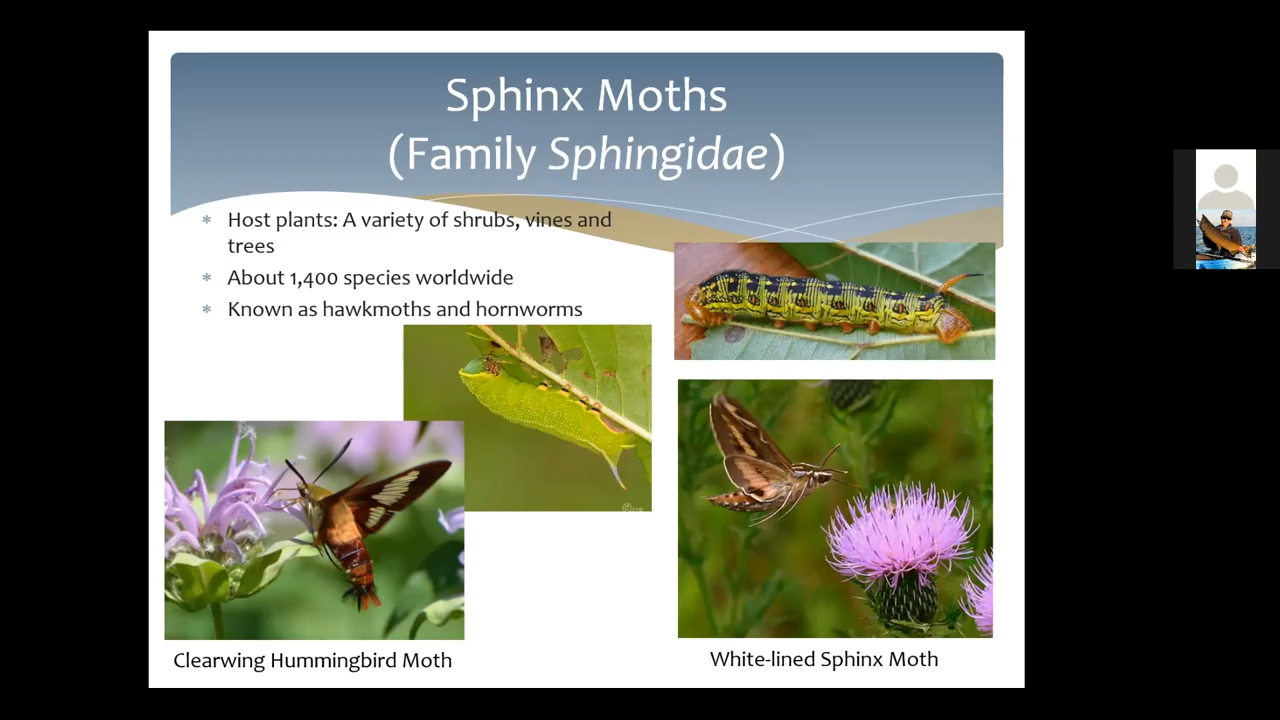 Sphinx Moths
(Family Sphingidae)
* Host plants: A variety of shrubs, vines and
trees
* About 1,400 species worldwide
* Known as hawkmoths and hornworms
Clearwing Hummingbird Moth
White-lined Sphinx Moth